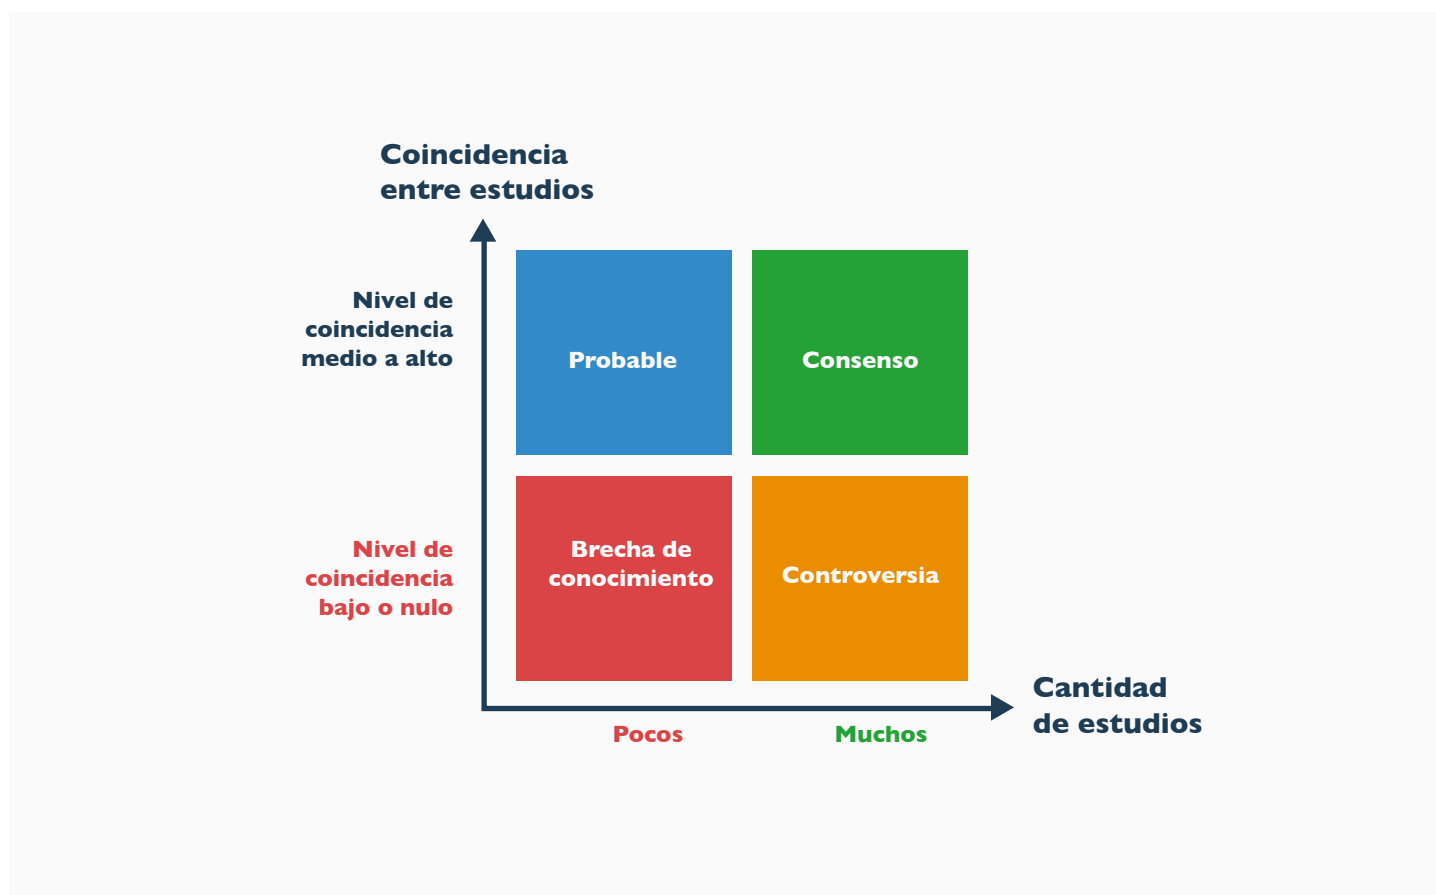 Coincidencia
entre estudios
Nivel de
coincidencia
medio a alto
Probable
Consenso
Nivel de
coincidencia
bajo o nulo
Brecha de
conocimiento
Controversia
Cantidad
de estudios
Pocos
Muchos